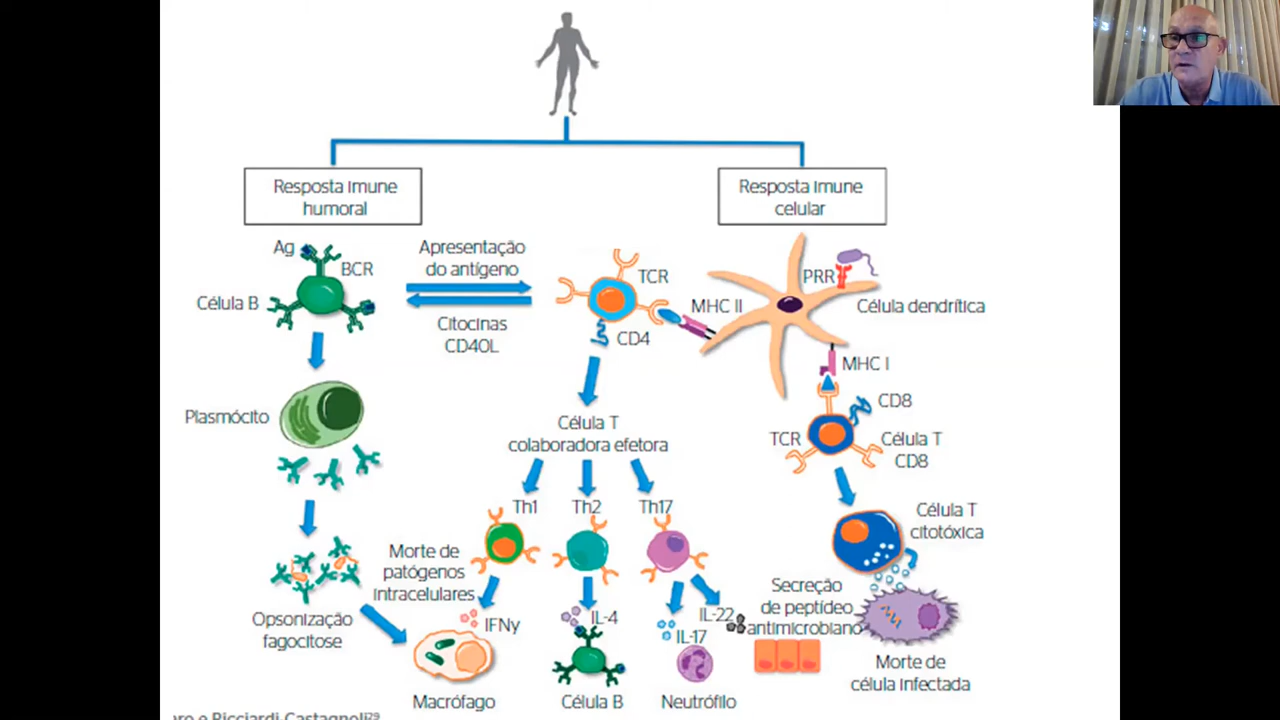 Resposta imune
humoral
Resposta imune
celular
Ag
BCR
Célula B
Apresentação
do antígeno
Citocinas
CD40L
TCR
CD4
MHC II
PRR
Célula dendrítica
MHC I
CD8
TCR
Célula T
CD8
Plasmócito
Célula T
colaboradora efetora
Th1
Th2
Th17
Célula T
citotóxica
Opsonização
fagocitose
Morte de
patógenos
intracelulares
IFNγ
IL-4
IL-17
IL-22
Secreção
de peptídeo
antimicrobiano
Macrófago
Célula B
Neutrófilo
Morte de
célula infectada
e Ricciardi-Castagnoli²⁹